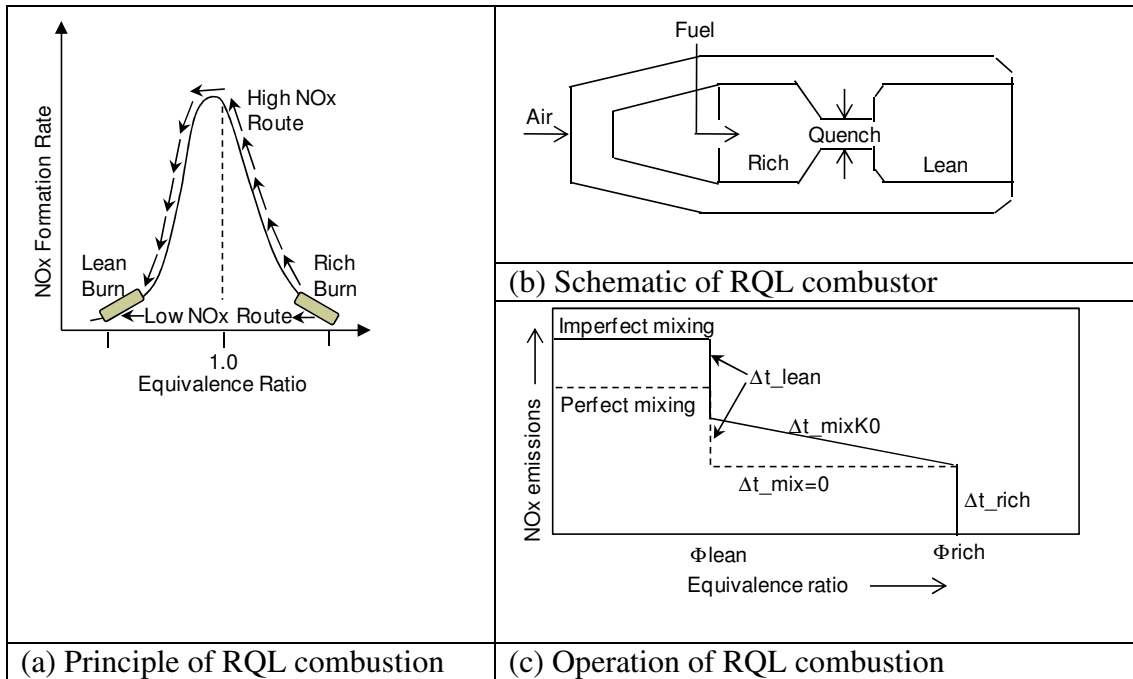 NOx Formation Rate
High NOx
Route
Lean
Burn
Rich
Burn
Low NOx Route
1.0
Equivalence Ratio
(a) Principle of RQL combustion
Fuel
Air
Quench
Rich
Lean
(b) Schematic of RQL combustor
NOx emissions
Imperfect mixing
Δt_lean
Perfect mixing
Δt_mixK0
Δt_mix=0
Δt_rich
Φlean
Φrich
Equivalence ratio
(c) Operation of RQL combustion